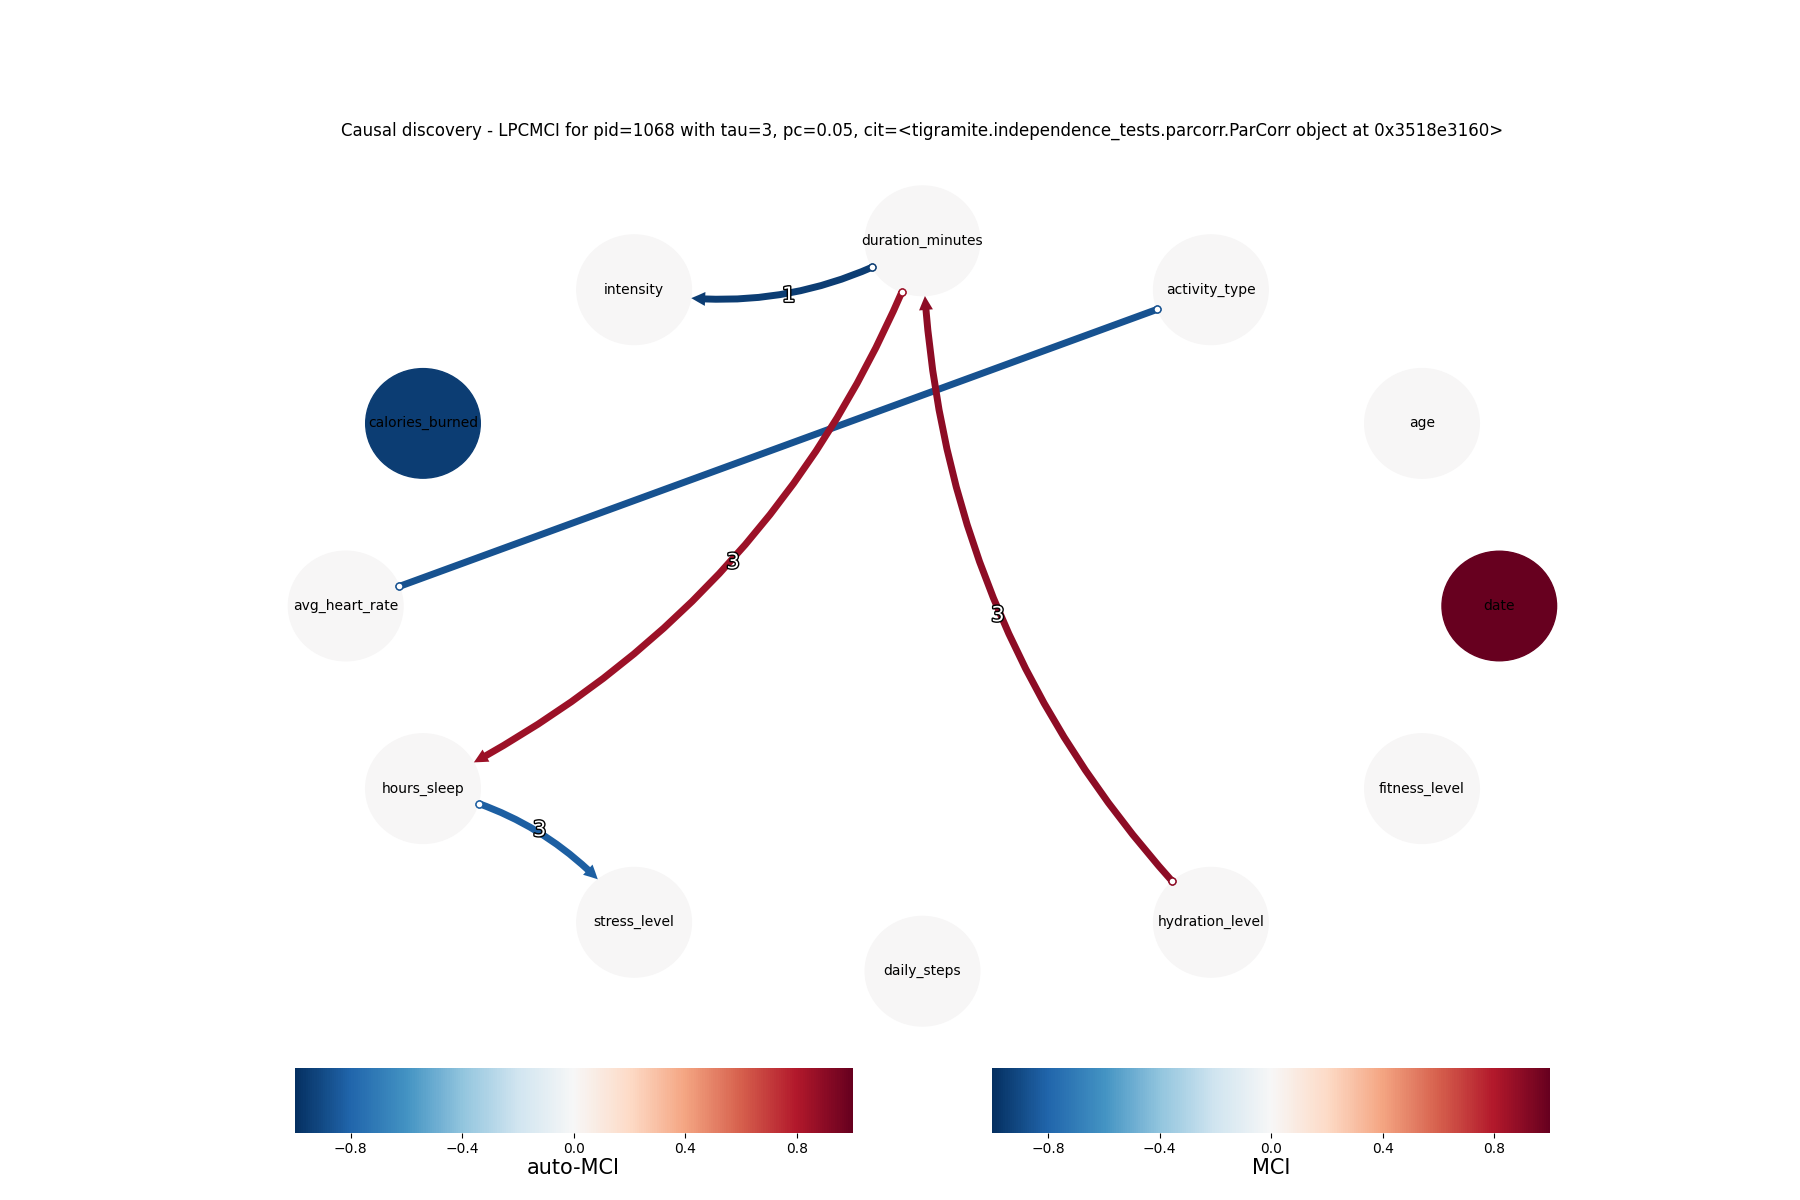 Causal discovery - LPCMCI for pid=1068 with tau=3, pc=0.05, cit=<tigramite.independence_tests.parcorr.ParCorr object at 0x3518e3160>
duration_minutes
intensity
activity_type
1
calories_burned
age
3
avg_heart_rate
date
3
hours_sleep
fitness_level
3
stress_level
hydration_level
daily_steps
−0.8 −0.4 0.0 0.4 0.8
auto-MCI
−0.8 −0.4 0.0 0.4 0.8
MCI